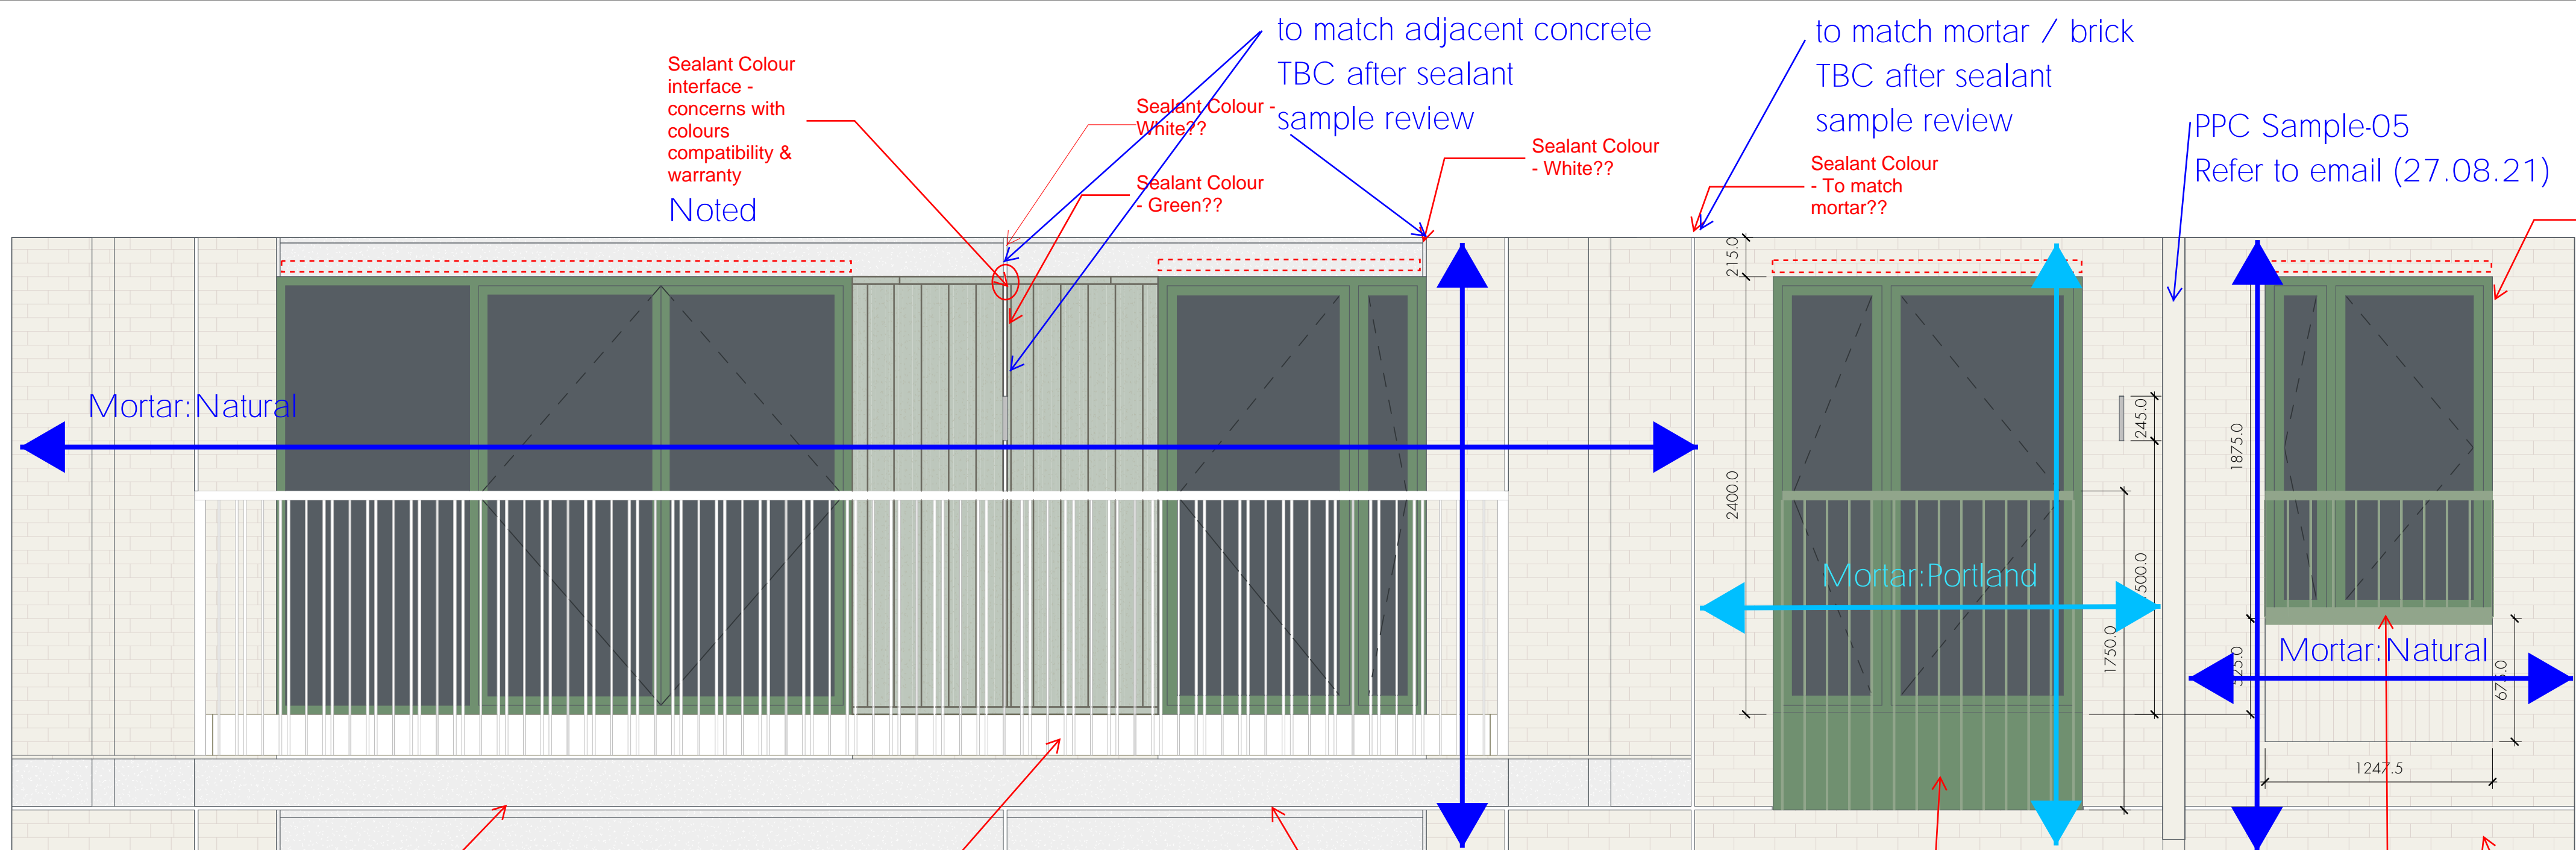 to match adjacent concrete
TBC after sealant
sample review
to match mortar / brick
TBC after sealant
sample review
Sealant Colour
interface -
concerns with
colours
compatibility &
warranty
Noted
Sealant Colour -
White??
Sealant Colour
- Green??
Sealant Colour
- White??
Sealant Colour
- To match
mortar??
PPC Sample-05
Refer to email (27.08.21)
215.0
Mortar:Natural
245.0
1875.0
2400.0
Mortar:Portland
1750.0
Mortar:Natural
1247.5